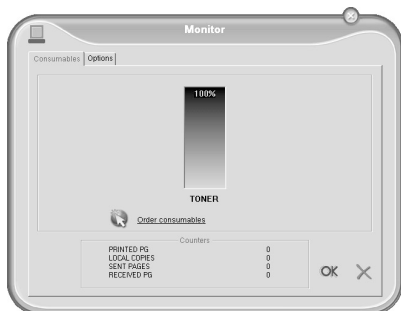 Monitor
Consumables Options
100%
TONER
Order consumables
Counters
PRINTED PG 0
LOCAL COPIES 0
SENT PAGES 0
RECEIVED PG 0
OK